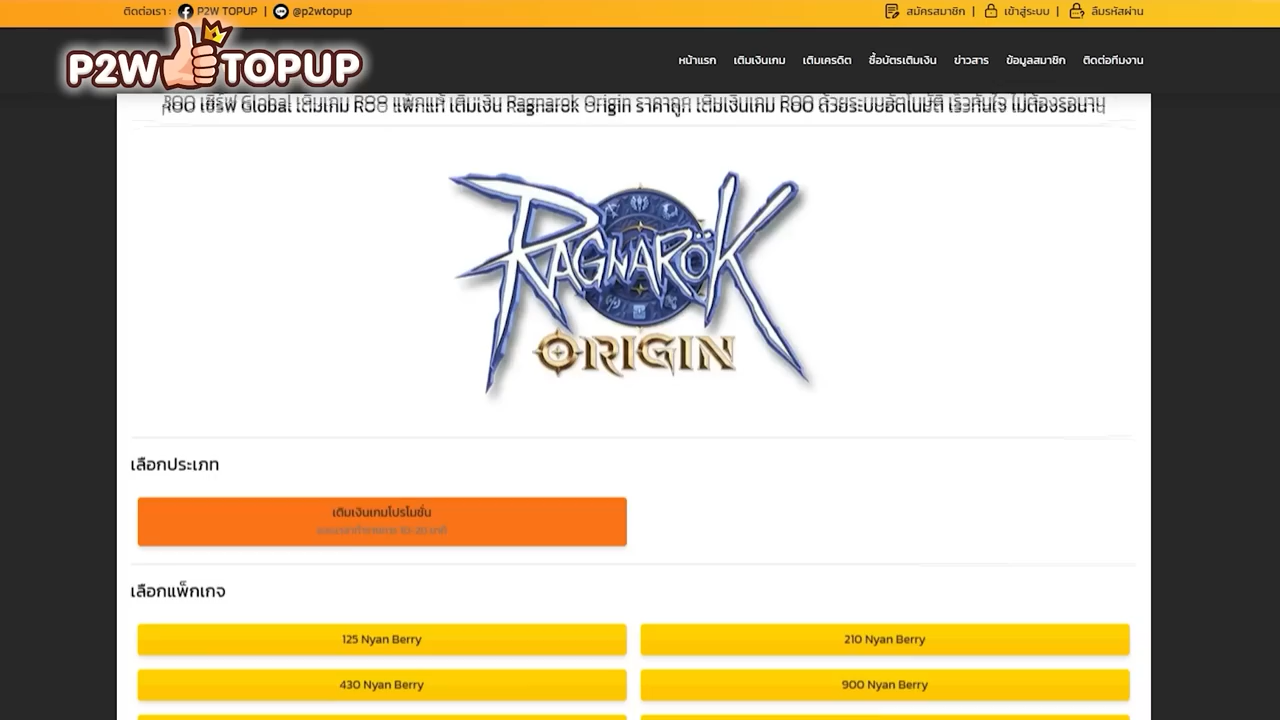 ติดต่อเรา : P2W TOPUP | @p2wtopup
สมัครสมาชิก | เข้าสู่ระบบ | ลืมรหัสผ่าน
P2W TOPUP
หน้าแรก เติมเงินเกม เติมเครดิต ซื้อบัตรเติมเงิน ข่าวสาร ข้อมูลสมาชิก ติดต่อทีมงาน
ROO เซิร์ฟ Global เติมเกม ROO แพ็กแท้ เติมเงิน Ragnarok Origin ราคาถูก เติมเงินเกม ROO ด้วยระบบอัตโนมัติ เร็วทันใจ ไม่ต้องรอนาน
RAGNARÖK
ORIGIN
เลือกประเภท
เติมเงินเกมโปรโมชั่น
10-20 นาที
เลือกแพ็กเกจ
125 Nyan Berry
210 Nyan Berry
430 Nyan Berry
900 Nyan Berry